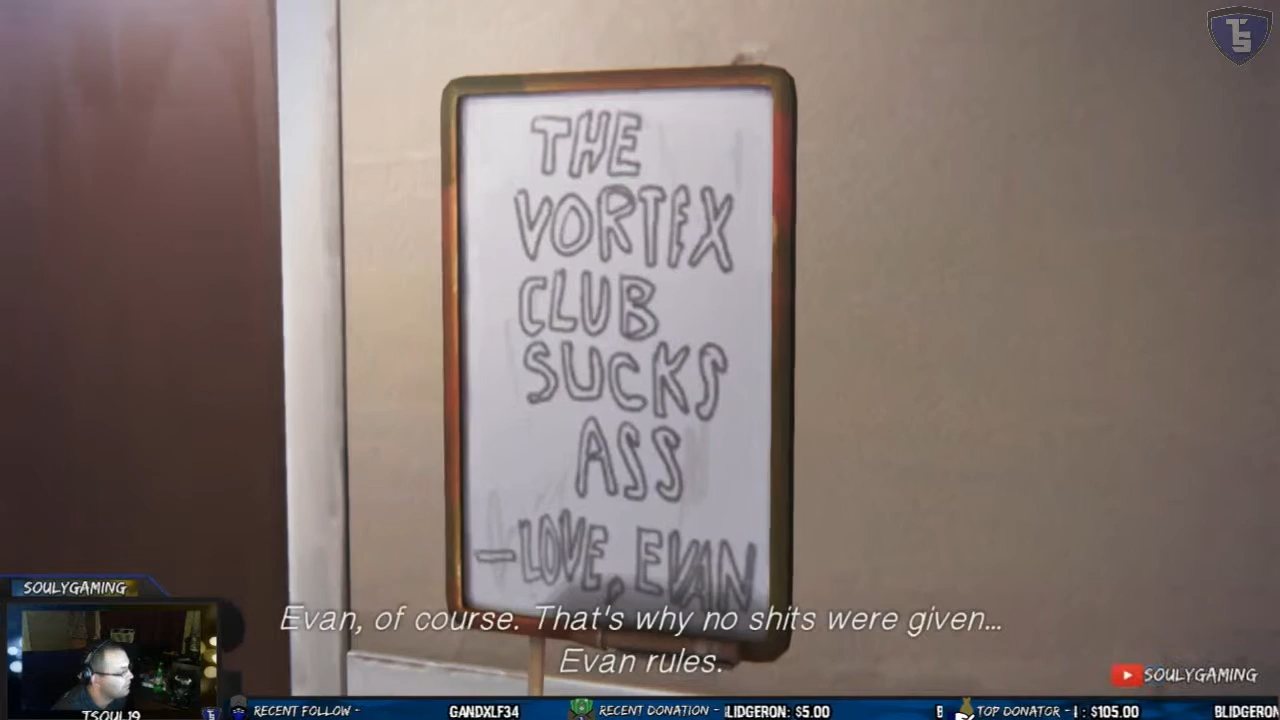 TS
THE
VORTEX
CLUB
SUCKS
ASS
—LOVE, EVAN
Evan, of course. That's why no shits were given...
Evan rules.
SOULYGAMING
SOULYGAMING
TSOUL19
RECENT FOLLOW - GANDXLF34 RECENT DONATION - LIDGERON: $5.00 B TOP DONATOR - : $105.00 BLIDGERON